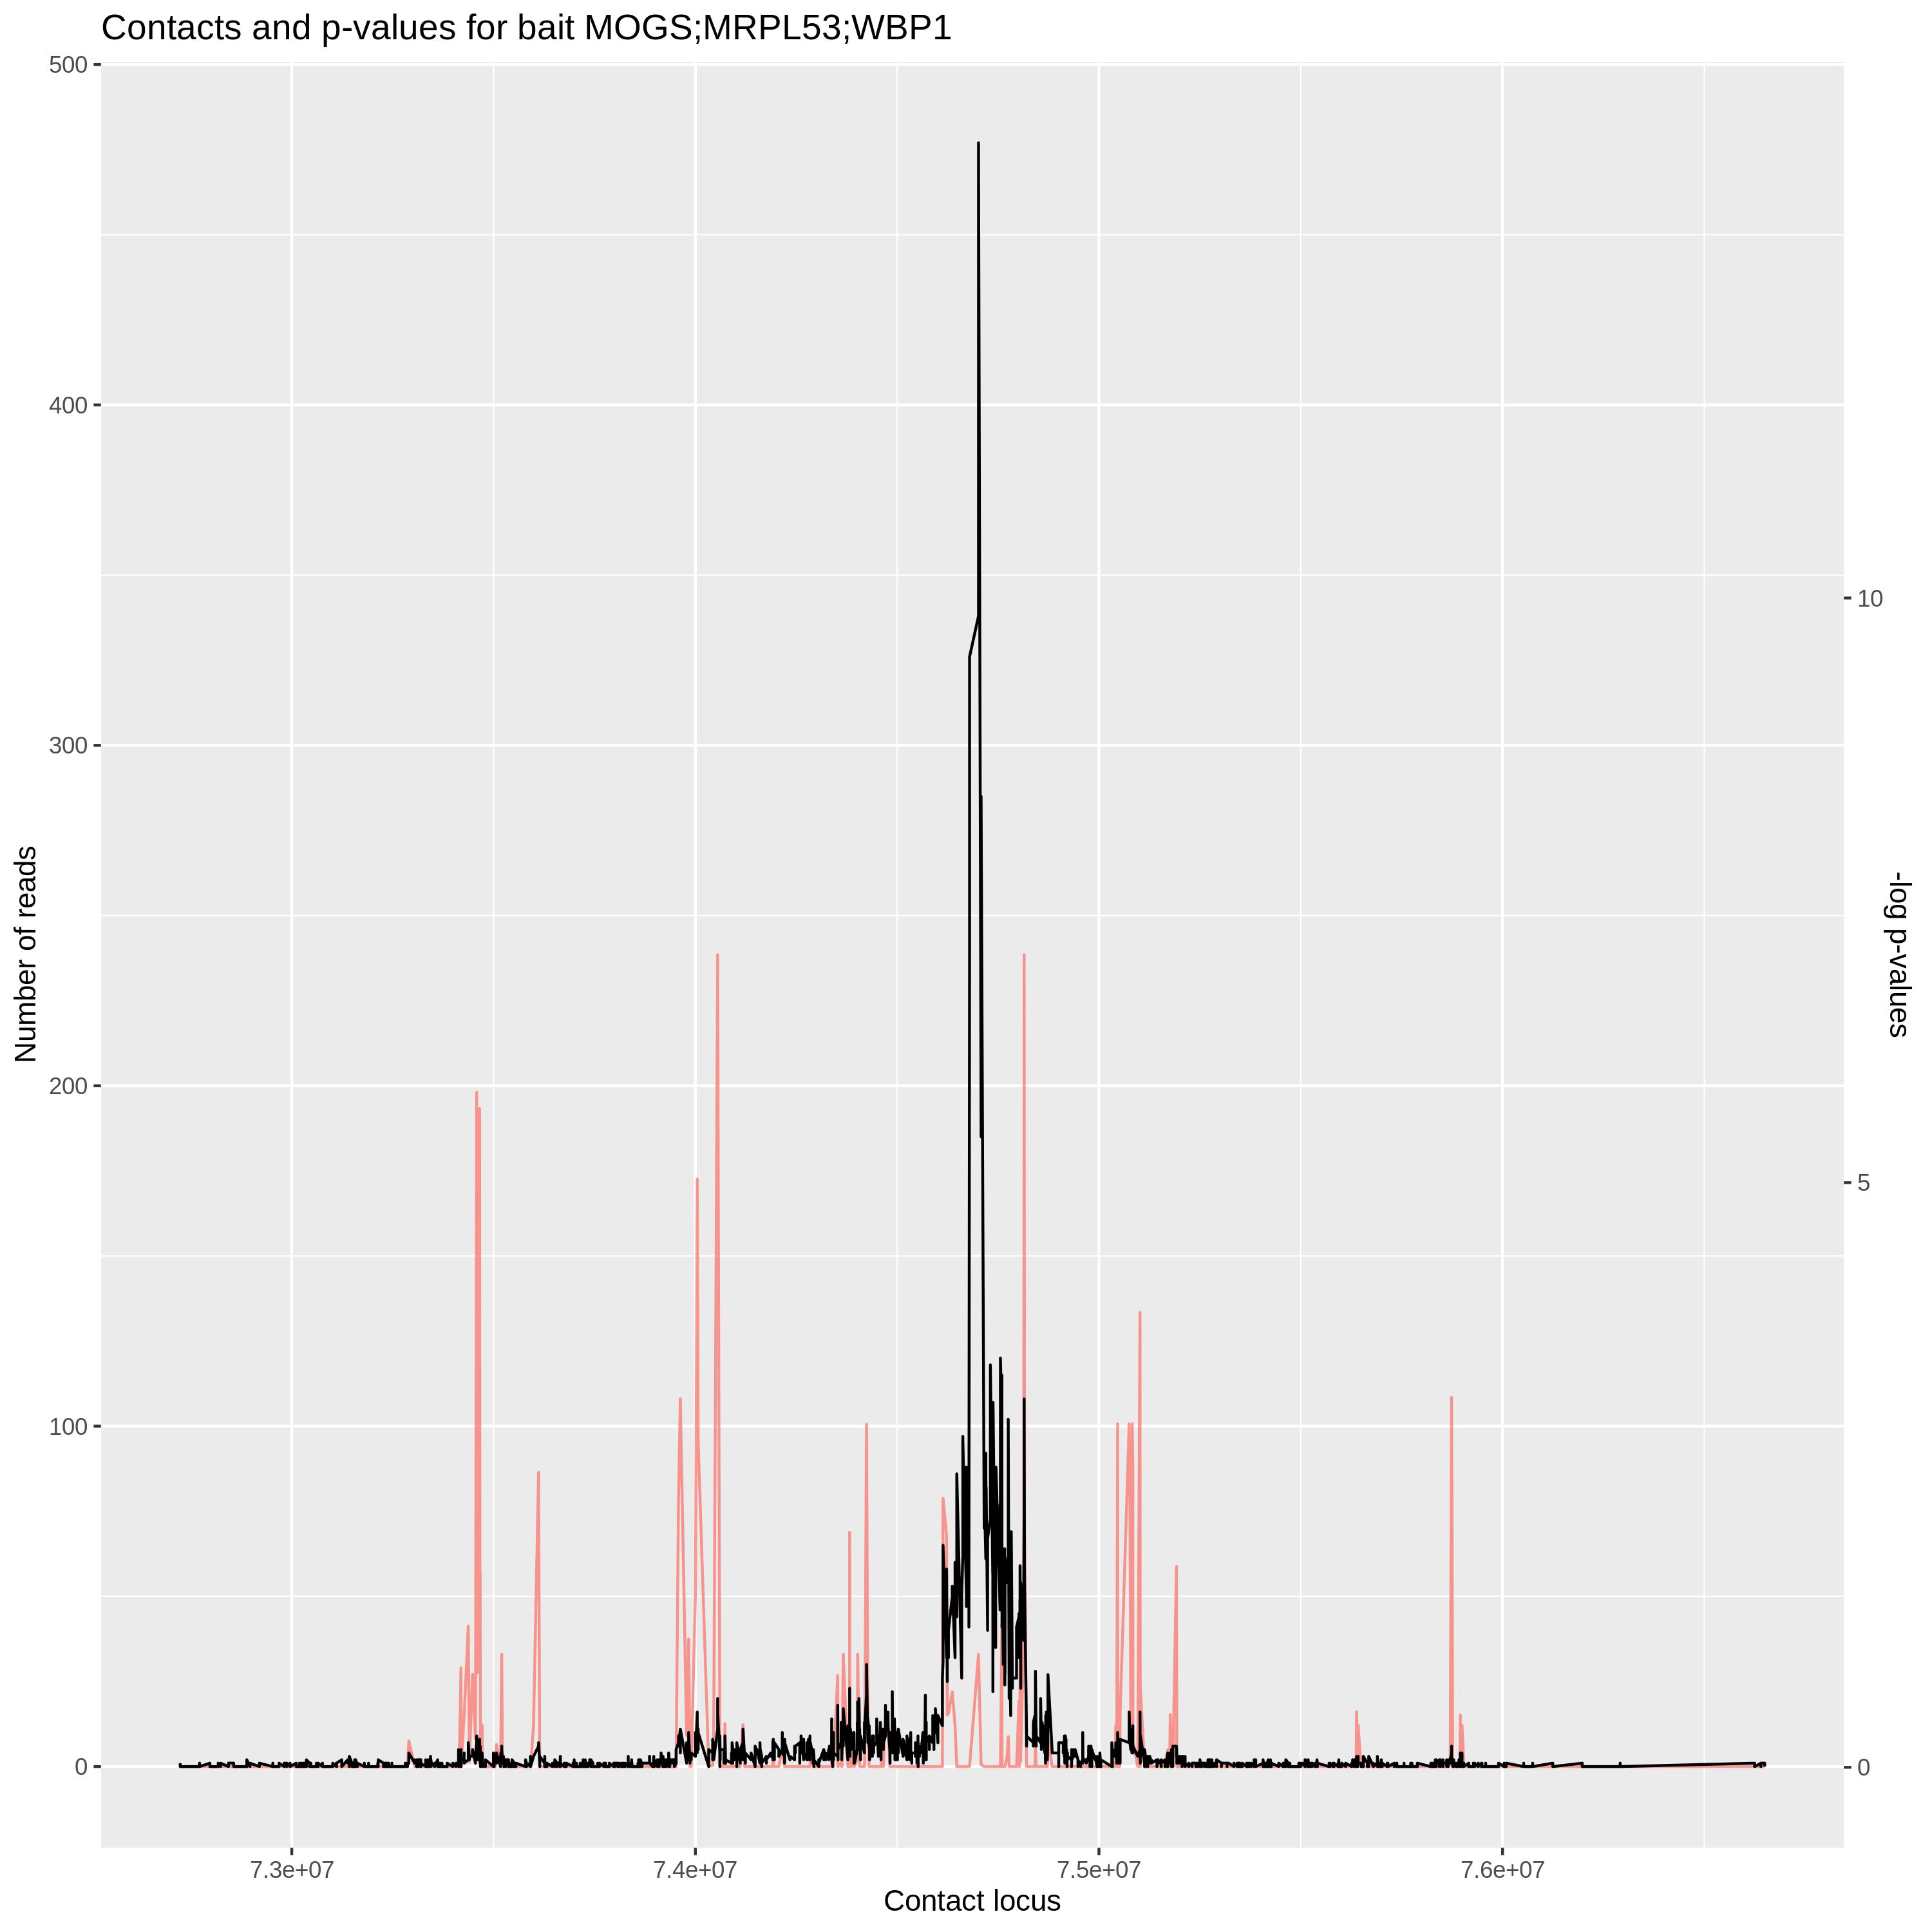 Contacts and p-values for bait MOGS;MRPL53;WBP1
500
400
300
200
100
0
Number of reads
10
5
0
-log p-values
7.3e+07
7.4e+07
7.5e+07
7.6e+07
Contact locus